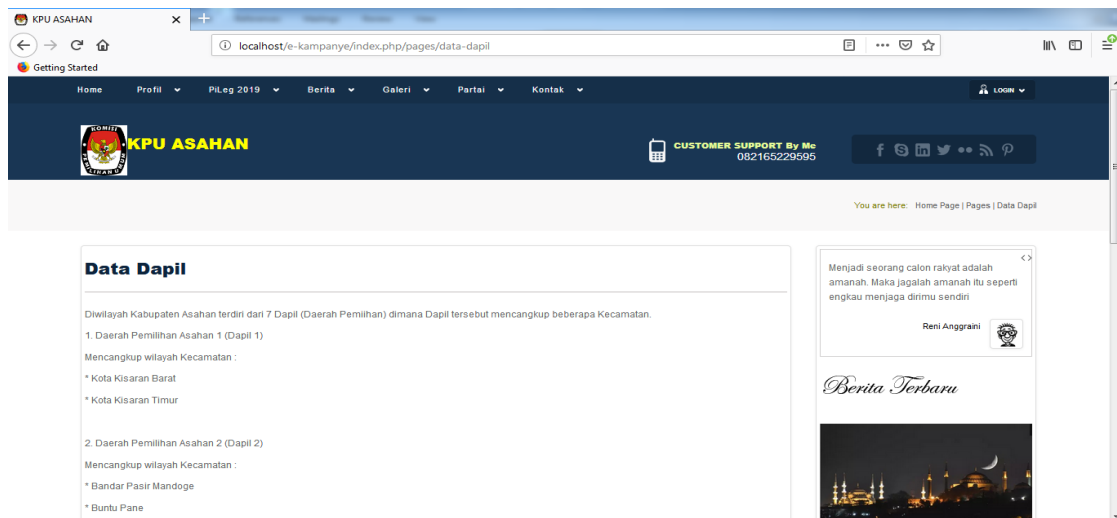 KPU ASAHAN
localhost/e-kampanye/index.php/pages/data-dapil
Getting Started
Home Profil PiLeg 2019 Berita Galeri Partai Kontak LOGIN
KOMISI
PEMILIHAN UMUM
KPU ASAHAN
CUSTOMER SUPPORT By Me
082165229595
You are here: Home Page | Pages | Data Dapil
Data Dapil
Diwilayah Kabupaten Asahan terdiri dari 7 Dapil (Daerah Pemiihan) dimana Dapil tersebut mencangkup beberapa Kecamatan.
1. Daerah Pemilihan Asahan 1 (Dapil 1)
Mencangkup wilayah Kecamatan :
* Kota Kisaran Barat
* Kota Kisaran Timur
2. Daerah Pemilihan Asahan 2 (Dapil 2)
Mencangkup wilayah Kecamatan :
* Bandar Pasir Mandoge
* Buntu Pane
Menjadi seorang calon rakyat adalah
amanah. Maka jagalah amanah itu seperti
engkau menjaga dirimu sendiri
Reni Anggraini
Berita Terbaru